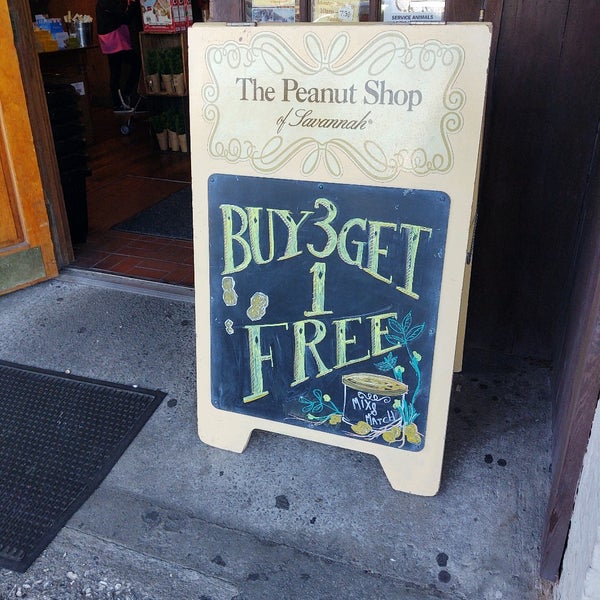 SERVICE ANIMALS
The Peanut Shop
of Savannah®
BUY 3 GET
1
FREE
MIX &
MATCH